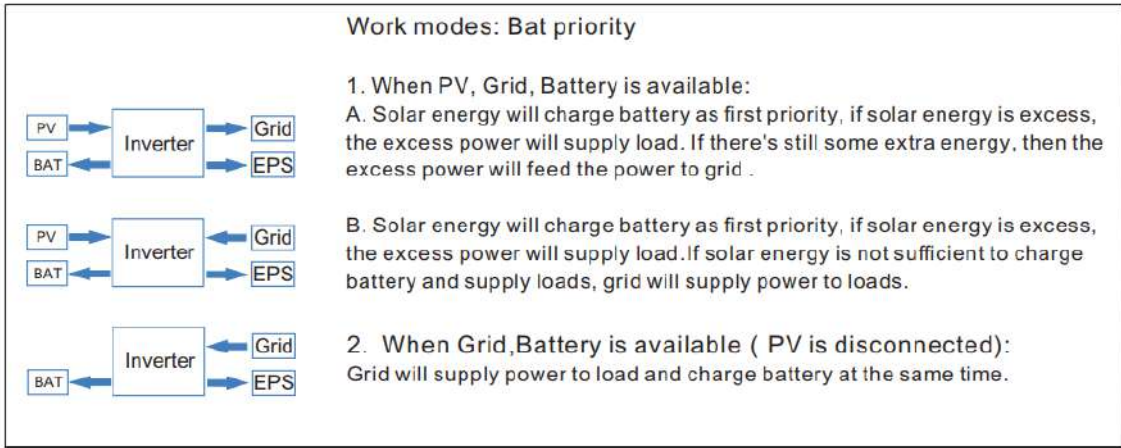 Work modes: Bat priority
1. When PV, Grid, Battery is available:
A. Solar energy will charge battery as first priority, if solar energy is excess,
the excess power will supply load. If there's still some extra energy, then the
excess power will feed the power to grid .
PV
BAT
Inverter
Grid
EPS
B. Solar energy will charge battery as first priority, if solar energy is excess,
the excess power will supply load.If solar energy is not sufficient to charge
battery and supply loads, grid will supply power to loads.
PV
BAT
Inverter
Grid
EPS
2. When Grid,Battery is available ( PV is disconnected):
Grid will supply power to load and charge battery at the same time.
BAT
Inverter
Grid
EPS